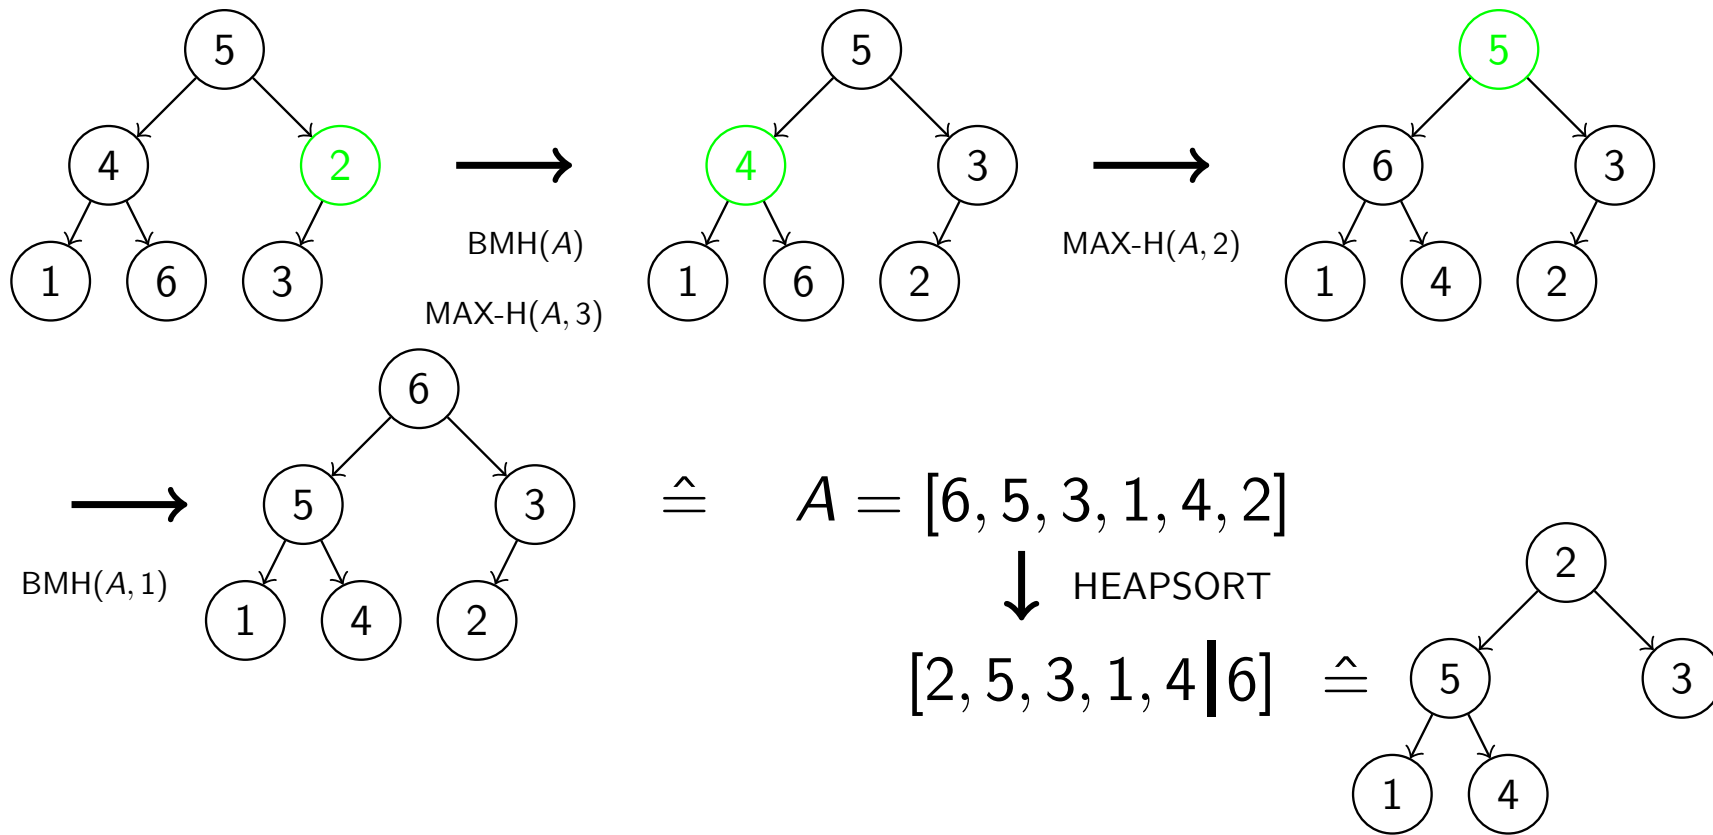 5
4 2
1 6 3
BMH(A)
MAX-H(A, 3)
5
4 3
1 6 2
MAX-H(A, 2)
5
6 3
1 4 2
BMH(A, 1)
6
5 3
1 4 2
≙ A = [6, 5, 3, 1, 4, 2]
HEAPSORT
[2, 5, 3, 1, 4|6] ≙
2
5 3
1 4